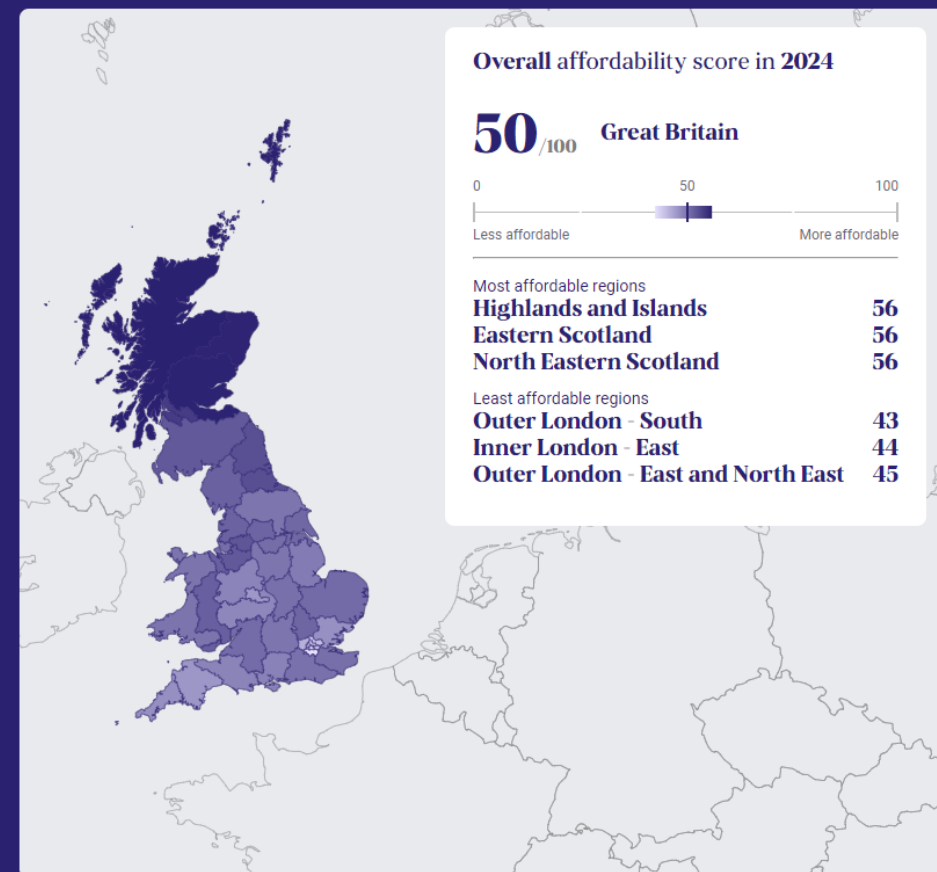 Overall affordability score in 2024
50/100 Great Britain
0 50 100
Less affordable More affordable
Most affordable regions
Highlands and Islands 56
Eastern Scotland 56
North Eastern Scotland 56
Least affordable regions
Outer London - South 43
Inner London - East 44
Outer London - East and North East 45